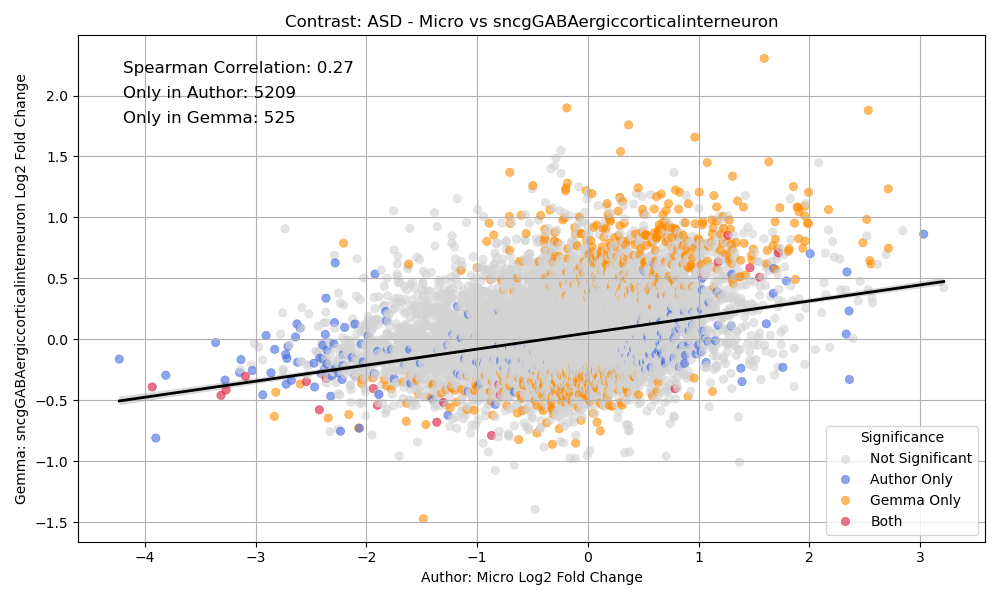 Contrast: ASD - Micro vs sncgGABAergiccorticalinterneuron
Spearman Correlation: 0.27
Only in Author: 5209
Only in Gemma: 525
Gemma: sncgGABAergiccorticalinterneuron Log2 Fold Change
2.0
1.5
1.0
0.5
0.0
−0.5
−1.0
−1.5
Significance
Not Significant
Author Only
Gemma Only
Both
−4 −3 −2 −1 0 1 2 3
Author: Micro Log2 Fold Change